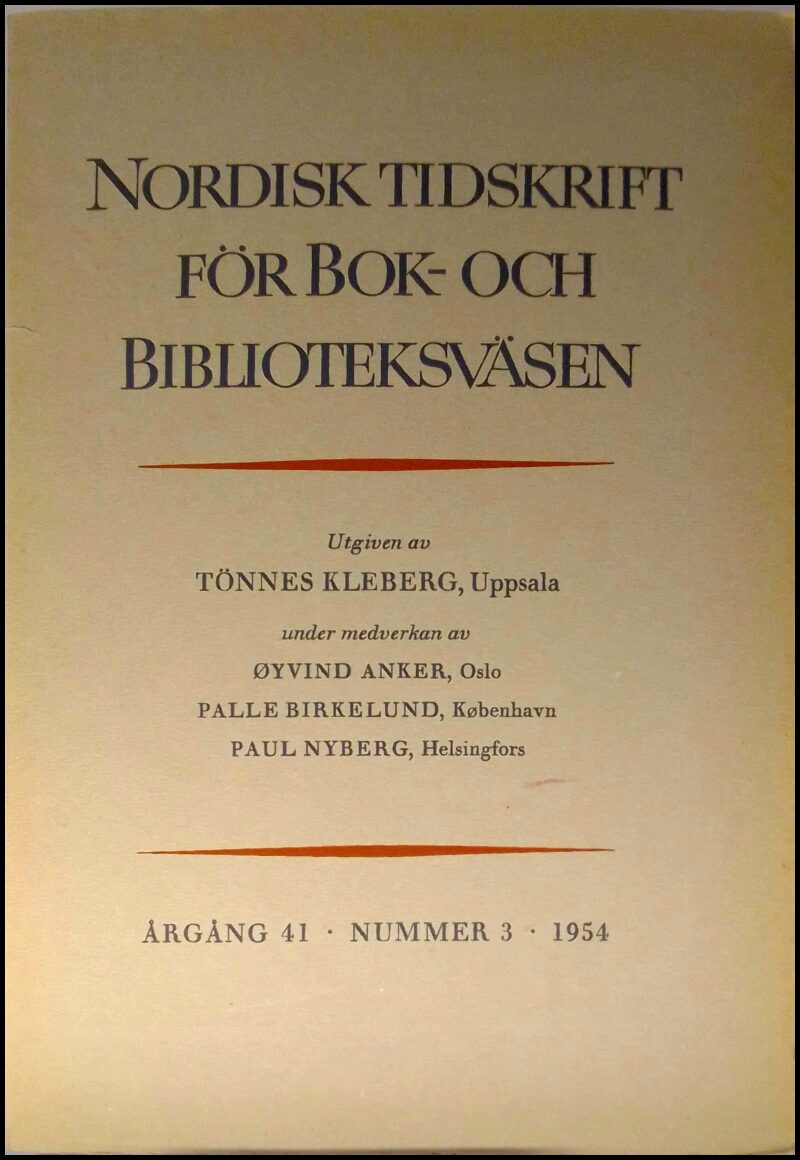 NORDISK TIDSKRIFT
FÖR BOK- OCH
BIBLIOTEKSVÄSEN
Utgiven av
TÖNNES KLEBERG, Uppsala
under medverkan av
ØYVIND ANKER, Oslo
PALLE BIRKELUND, København
PAUL NYBERG, Helsingfors
ÅRGÅNG 41 · NUMMER 3 · 1954